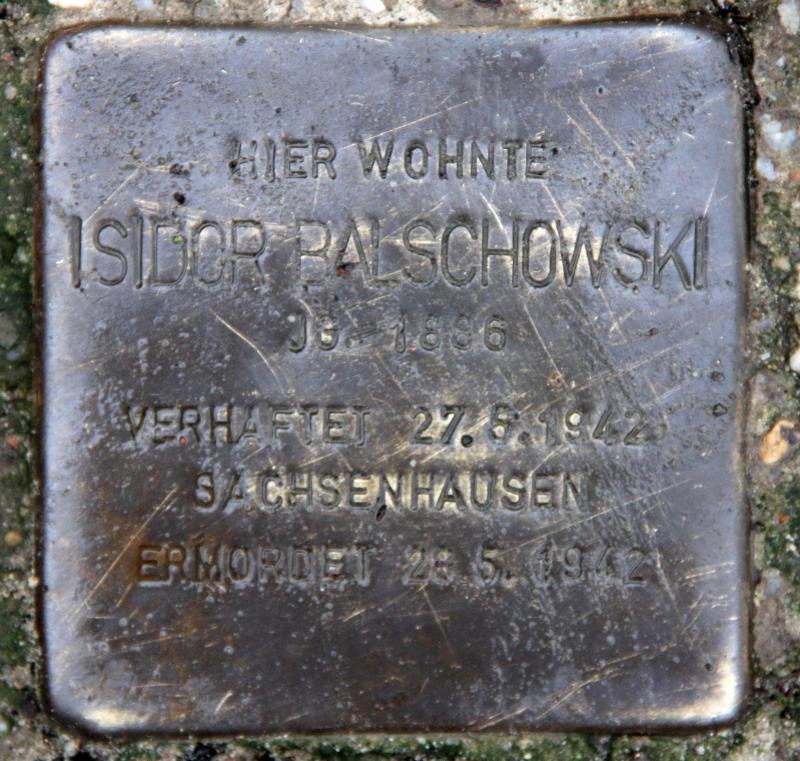 HIER WOHNTE
ISIDOR BALSCHOWSKI
JG. 1886
VERHAFTET 27.5.1942
SACHSENHAUSEN
ERMORDET 28.5.1942